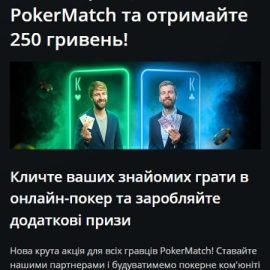 PokerMatch та отримайте
250 гривень!
K
K
Кличте ваших знайомих грати в
онлайн-покер та заробляйте
додаткові призи
Нова крута акція для всіх гравців PokerMatch! Ставайте
нашими партнерами і будуватимемо покерне ком'юніті